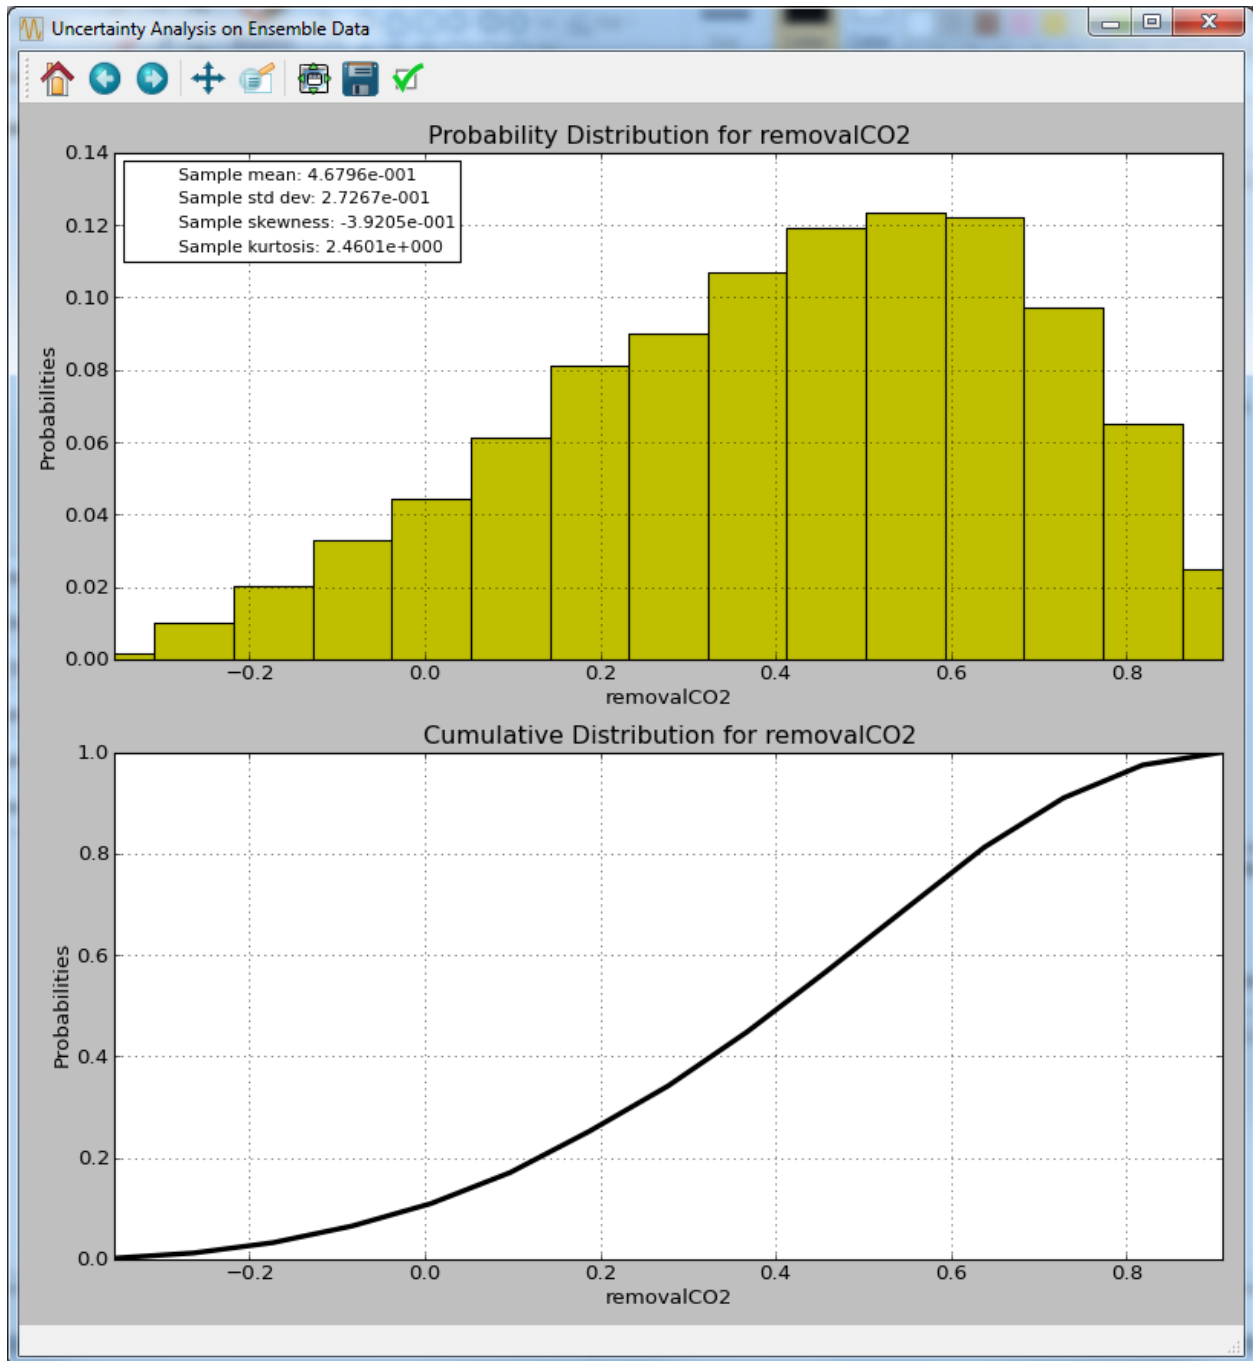 Uncertainty Analysis on Ensemble Data
Probability Distribution for removalCO2
Sample mean: 4.6796e-001
Sample std dev: 2.7267e-001
Sample skewness: -3.9205e-001
Sample kurtosis: 2.4601e+000
0.14
0.12
0.10
0.08
0.06
0.04
0.02
0.00
Probabilities
−0.2 0.0 0.2 0.4 0.6 0.8
removalCO2
Cumulative Distribution for removalCO2
1.0
0.8
0.6
0.4
0.2
0.0
Probabilities
−0.2 0.0 0.2 0.4 0.6 0.8
removalCO2